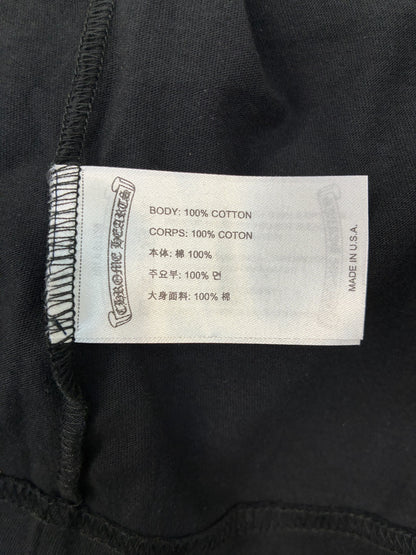 CHROME HEARTS
BODY: 100% COTTON
CORPS: 100% COTON
本体: 棉 100%
주요부: 100% 면
大身面料: 100% 棉
MADE IN U.S.A.